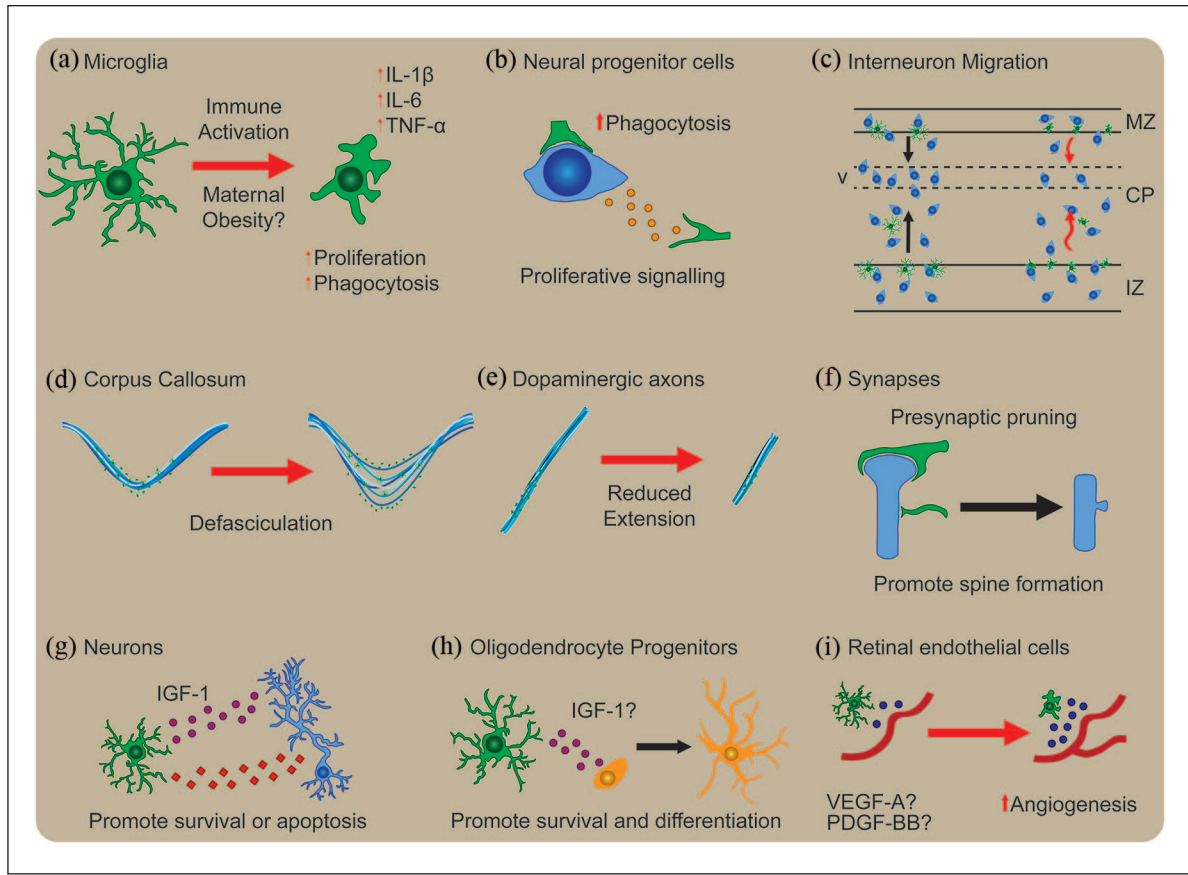 (a) Microglia
Immune
Activation
Maternal
Obesity?
↑IL-1β
↑IL-6
↑TNF-α
↑Proliferation
↑Phagocytosis
(b) Neural progenitor cells
↑Phagocytosis
Proliferative signalling
(c) Interneuron Migration
MZ
v
CP
IZ
(d) Corpus Callosum
Defasciculation
(e) Dopaminergic axons
Reduced
Extension
(f) Synapses
Presynaptic pruning
Promote spine formation
(g) Neurons
IGF-1
Promote survival or apoptosis
(h) Oligodendrocyte Progenitors
IGF-1?
Promote survival and differentiation
(i) Retinal endothelial cells
VEGF-A?
PDGF-BB?
↑Angiogenesis